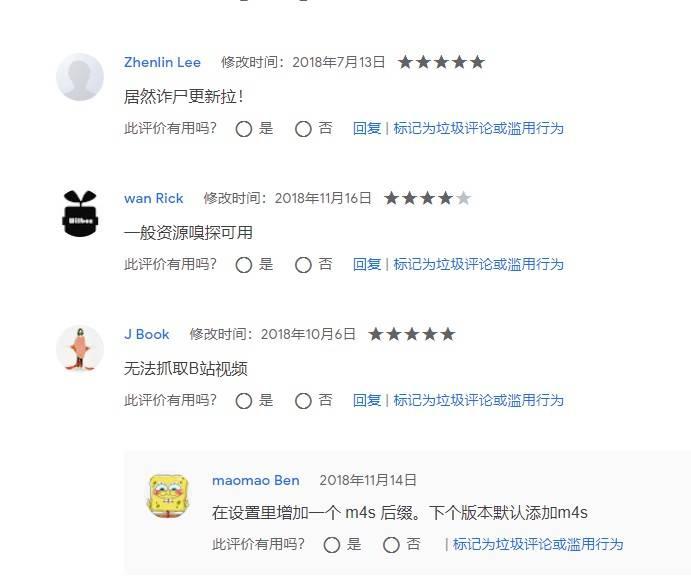 Zhenlin Lee 修改时间：2018年7月13日
居然诈尸更新拉！
此评价有用吗？ 是 否 回复 | 标记为垃圾评论或滥用行为
wan Rick 修改时间：2018年11月16日
一般资源嗅探可用
此评价有用吗？ 是 否 回复 | 标记为垃圾评论或滥用行为
J Book 修改时间：2018年10月6日
无法抓取B站视频
此评价有用吗？ 是 否 回复 | 标记为垃圾评论或滥用行为
maomao Ben 2018年11月14日
在设置里增加一个 m4s 后缀。下个版本默认添加m4s
此评价有用吗？ 是 否 | 标记为垃圾评论或滥用行为